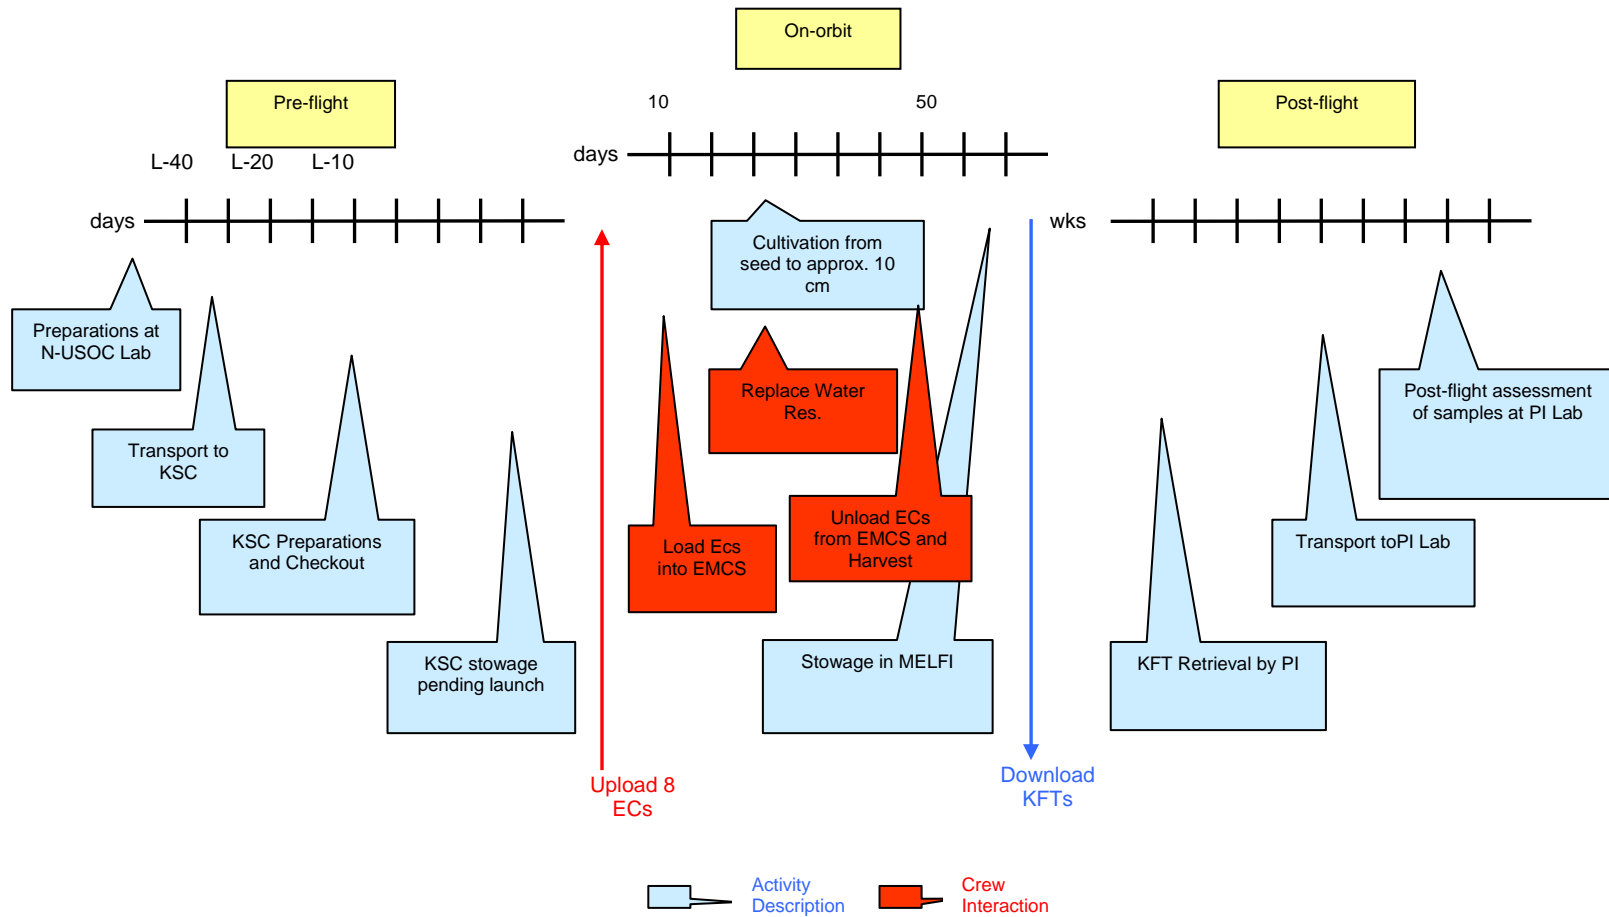 On-orbit
Pre-flight
10
50
Post-flight
L-40
L-20
L-10
days
days
wks
Cultivation from
seed to approx. 10
cm
Preparations at
N-USOC Lab
Replace Water
Res.
Post-flight assessment
of samples at PI Lab
Transport to
KSC
KSC Preparations
and Checkout
Load Ecs
into EMCS
Unload ECs
from EMCS and
Harvest
Transport toPI Lab
KSC stowage
pending launch
Stowage in MELFI
KFT Retrieval by PI
Upload 8
ECs
Download
KFTs
Activity
Description
Crew
Interaction